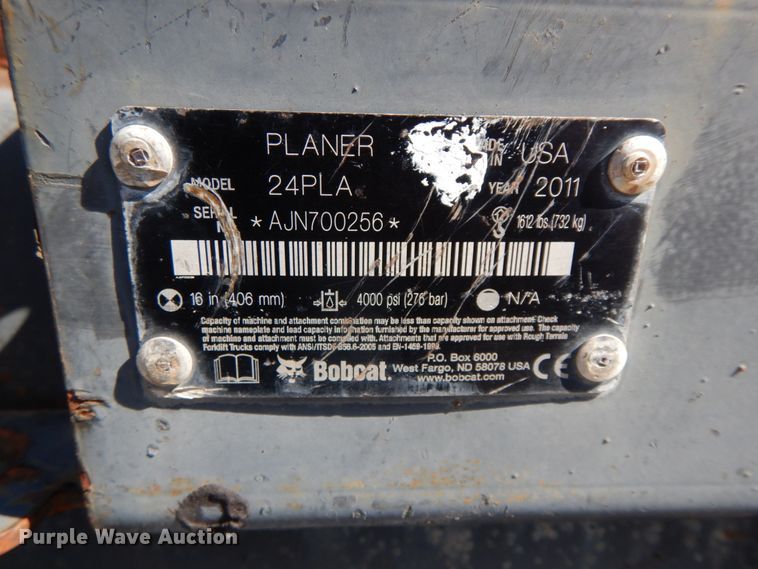 PLANER
MADE IN USA
MODEL 24PLA YEAR 2011
SERIAL N *AJN700256* 1612 lbs (732 kg)
16 in (406 mm) 4000 psi (276 bar) N/A
Capacity of machine and attachment combination may be less than capacity shown on attachment. Check
machine nameplate and load capacity information furnished by the manufacturer for approved use. The capacity
of machine and attachment must be complied with. Attachments that are approved for use with Rough Terrain
Forklift Trucks comply with B56.6-2005 and EN-1459-1998.
Bobcat. P.O. Box 6000
West Fargo, ND 58078 USA
www.bobcat.com
CE
Purple Wave Auction